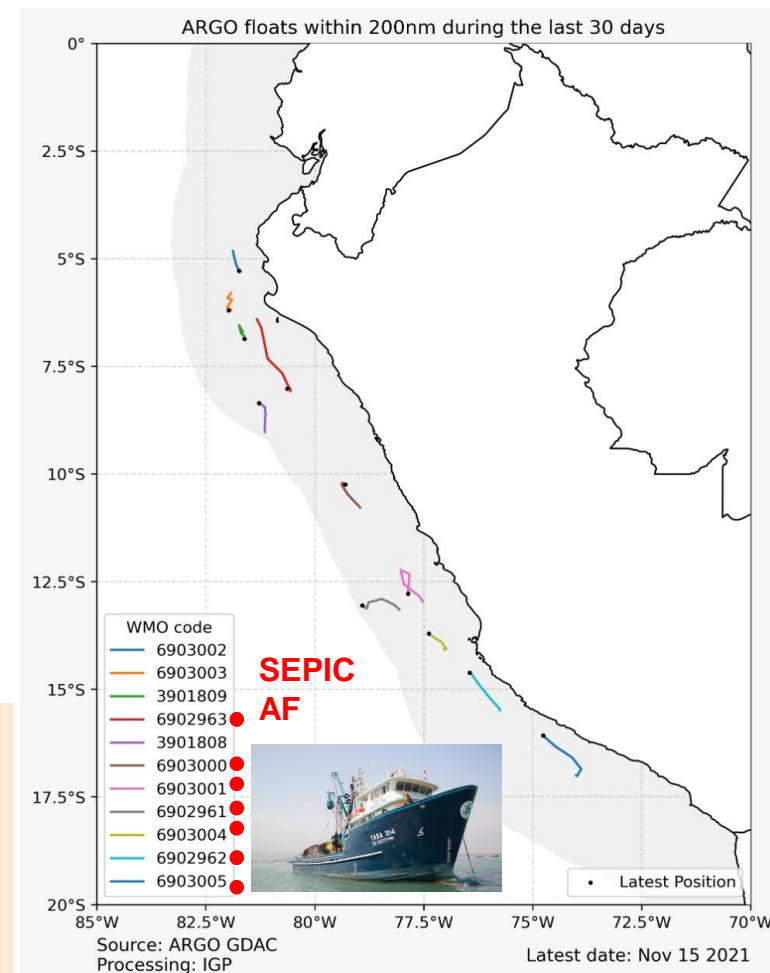 ARGO floats within 200nm during the last 30 days
0°
2.5°S
5°S
7.5°S
10°S
12.5°S
15°S
17.5°S
20°S
WMO code
6903002
6903003
3901809
6902963
3901808
6903000
6903001
6902961
6903004
6902962
6903005
SEPIC
AF
TASA 314
Latest Position
85°W 82.5°W 80°W 77.5°W 75°W 72.5°W 70°W
Source: ARGO GDAC
Processing: IGP
Latest date: Nov 15 2021